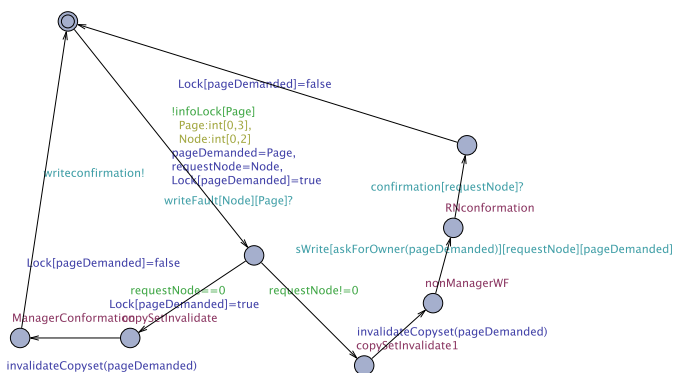 Lock[pageDemanded]=false
!infoLock[Page]
Page:int[0,3],
Node:int[0,2]
pageDemanded=Page,
requestNode=Node,
Lock[pageDemanded]=true
writeconfirmation!
confirmation[requestNode]?
writeFault[Node][Page]?
RNconformation
sWrite[askForOwner(pageDemanded)][requestNode][pageDemanded]
Lock[pageDemanded]=false
nonManagerWF
requestNode==0
requestNode!=0
Lock[pageDemanded]=true
ManagerConformation
copySetInvalidate
invalidateCopyset(pageDemanded)
copySetInvalidate1
invalidateCopyset(pageDemanded)